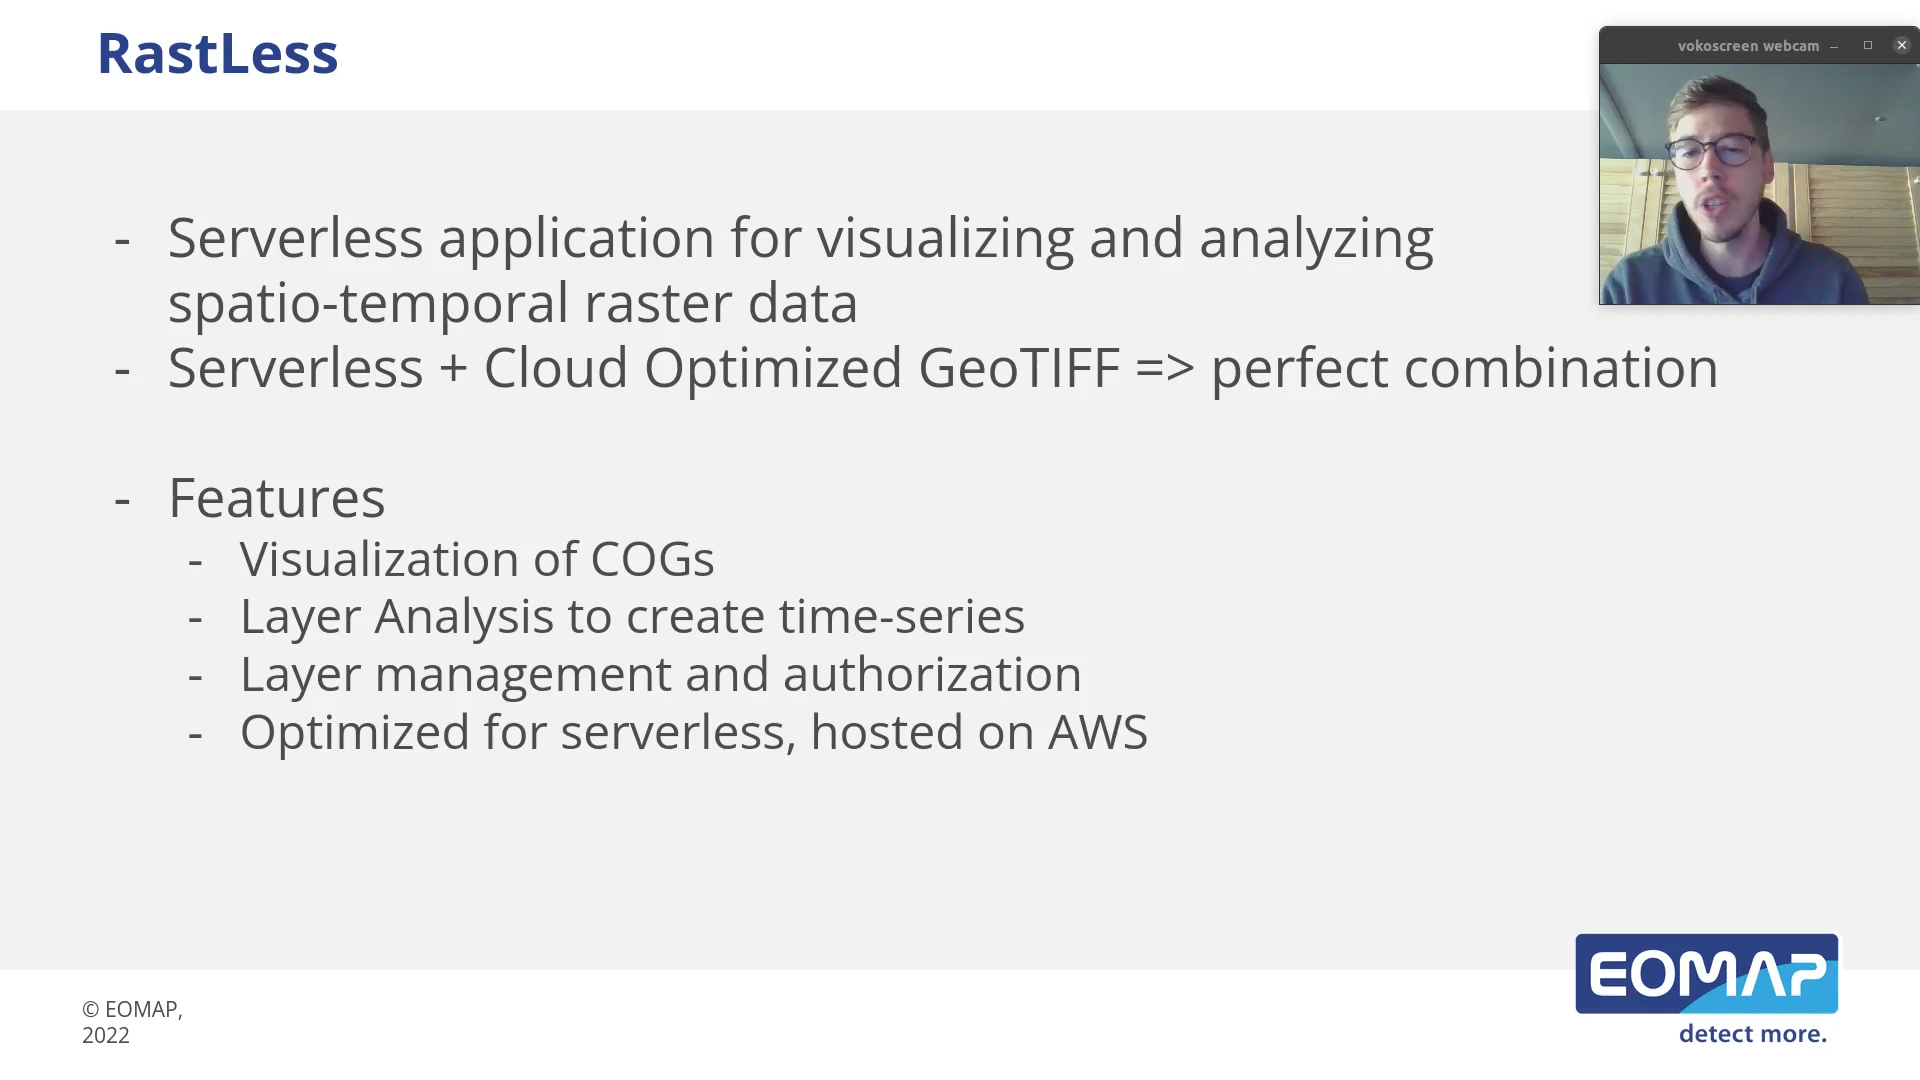 RastLess
vokoscreen webcam
- Serverless application for visualizing and analyzing
spatio-temporal raster data
- Serverless + Cloud Optimized GeoTIFF => perfect combination
- Features
- Visualization of COGs
- Layer Analysis to create time-series
- Layer management and authorization
- Optimized for serverless, hosted on AWS
© EOMAP,
2022
EOMAP
detect more.